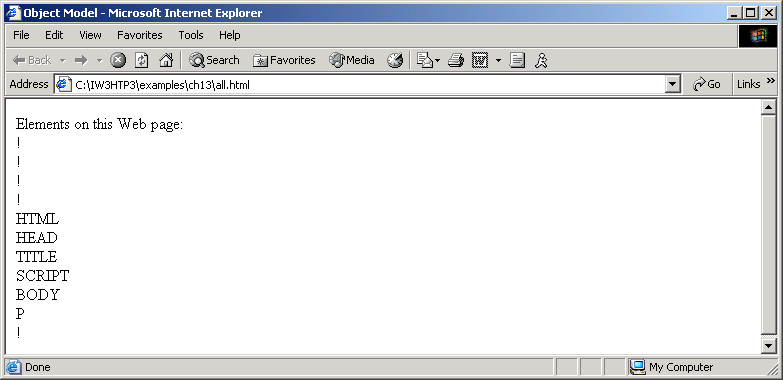 Object Model - Microsoft Internet Explorer
File Edit View Favorites Tools Help
Back Search Favorites Media
Address C:\IW3HTP3\examples\ch13\all.html Go Links »
Elements on this Web page:
!
!
!
!
HTML
HEAD
TITLE
SCRIPT
BODY
P
!
Done My Computer